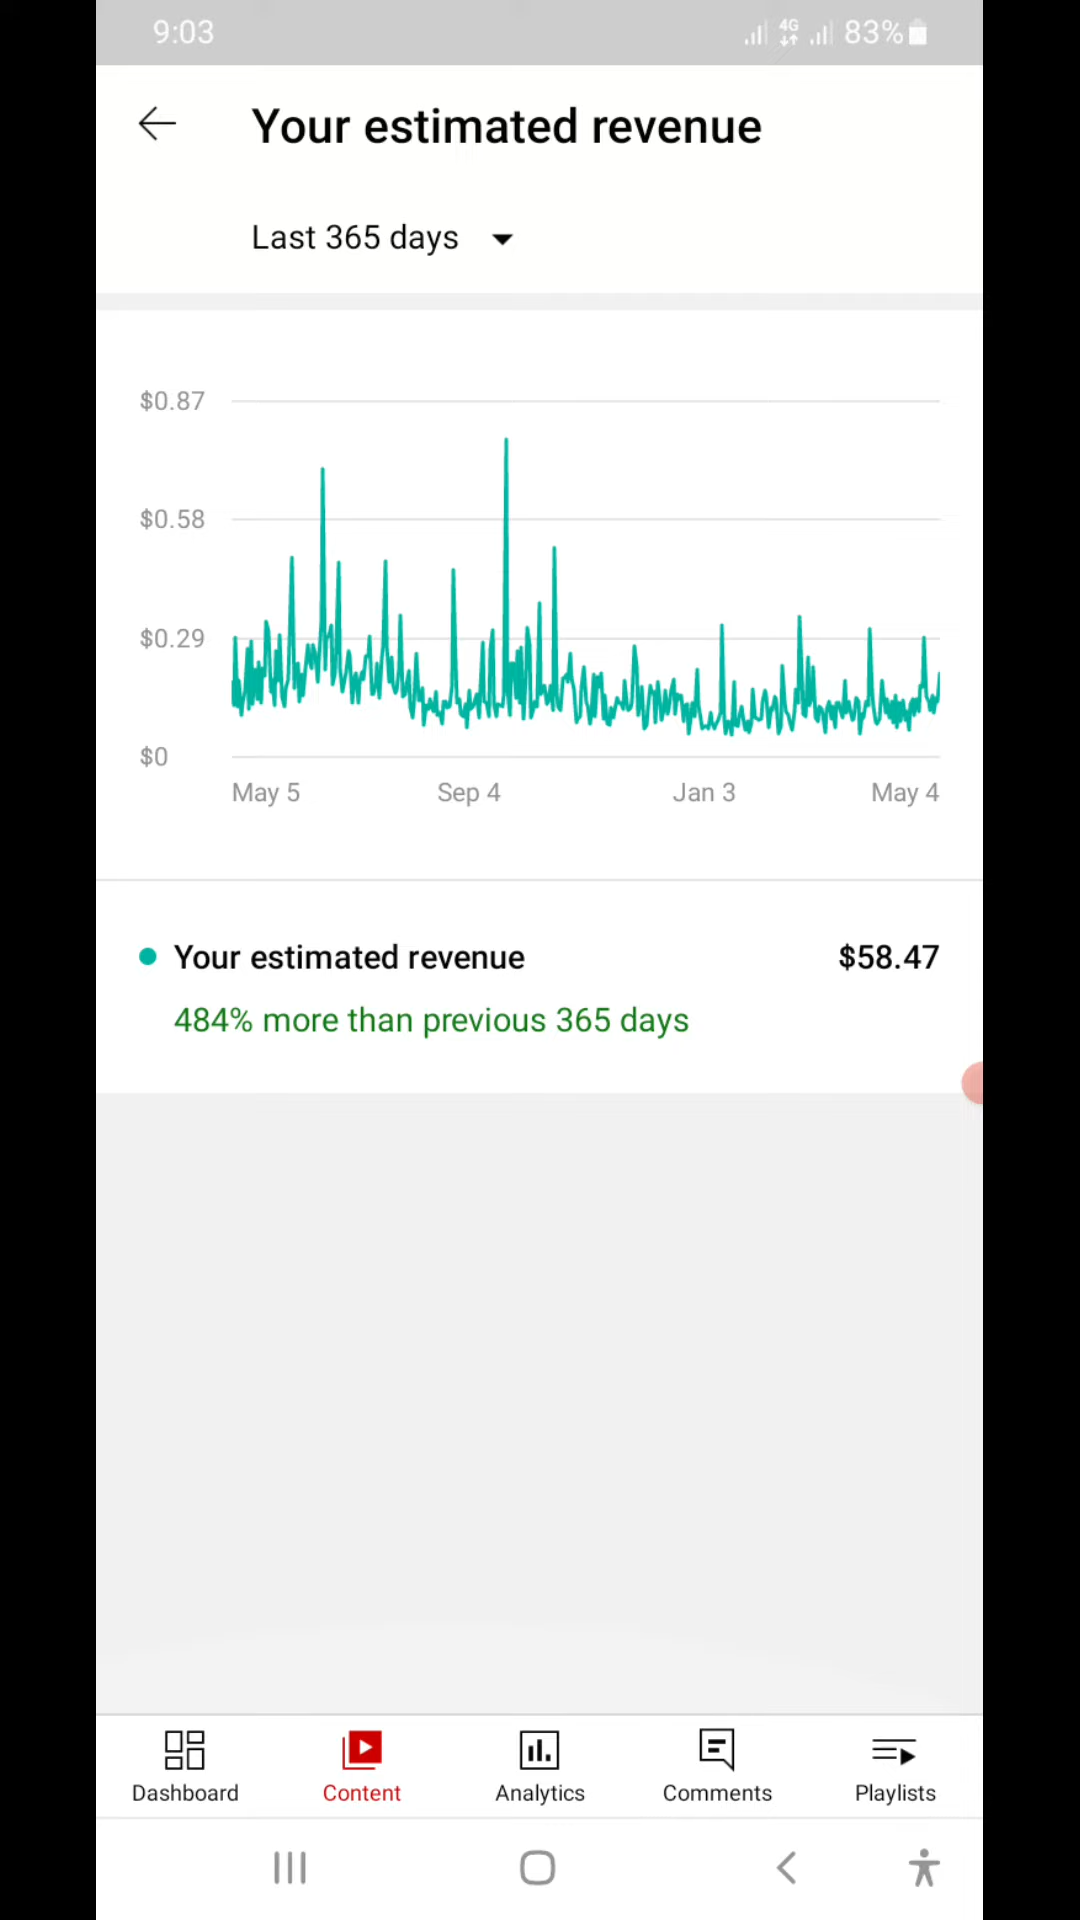 9:03
4G
83%
Your estimated revenue
Last 365 days
$0.87
$0.58
$0.29
$0
May 5
Sep 4
Jan 3
May 4
Your estimated revenue
$58.47
484% more than previous 365 days
Dashboard
Content
Analytics
Comments
Playlists